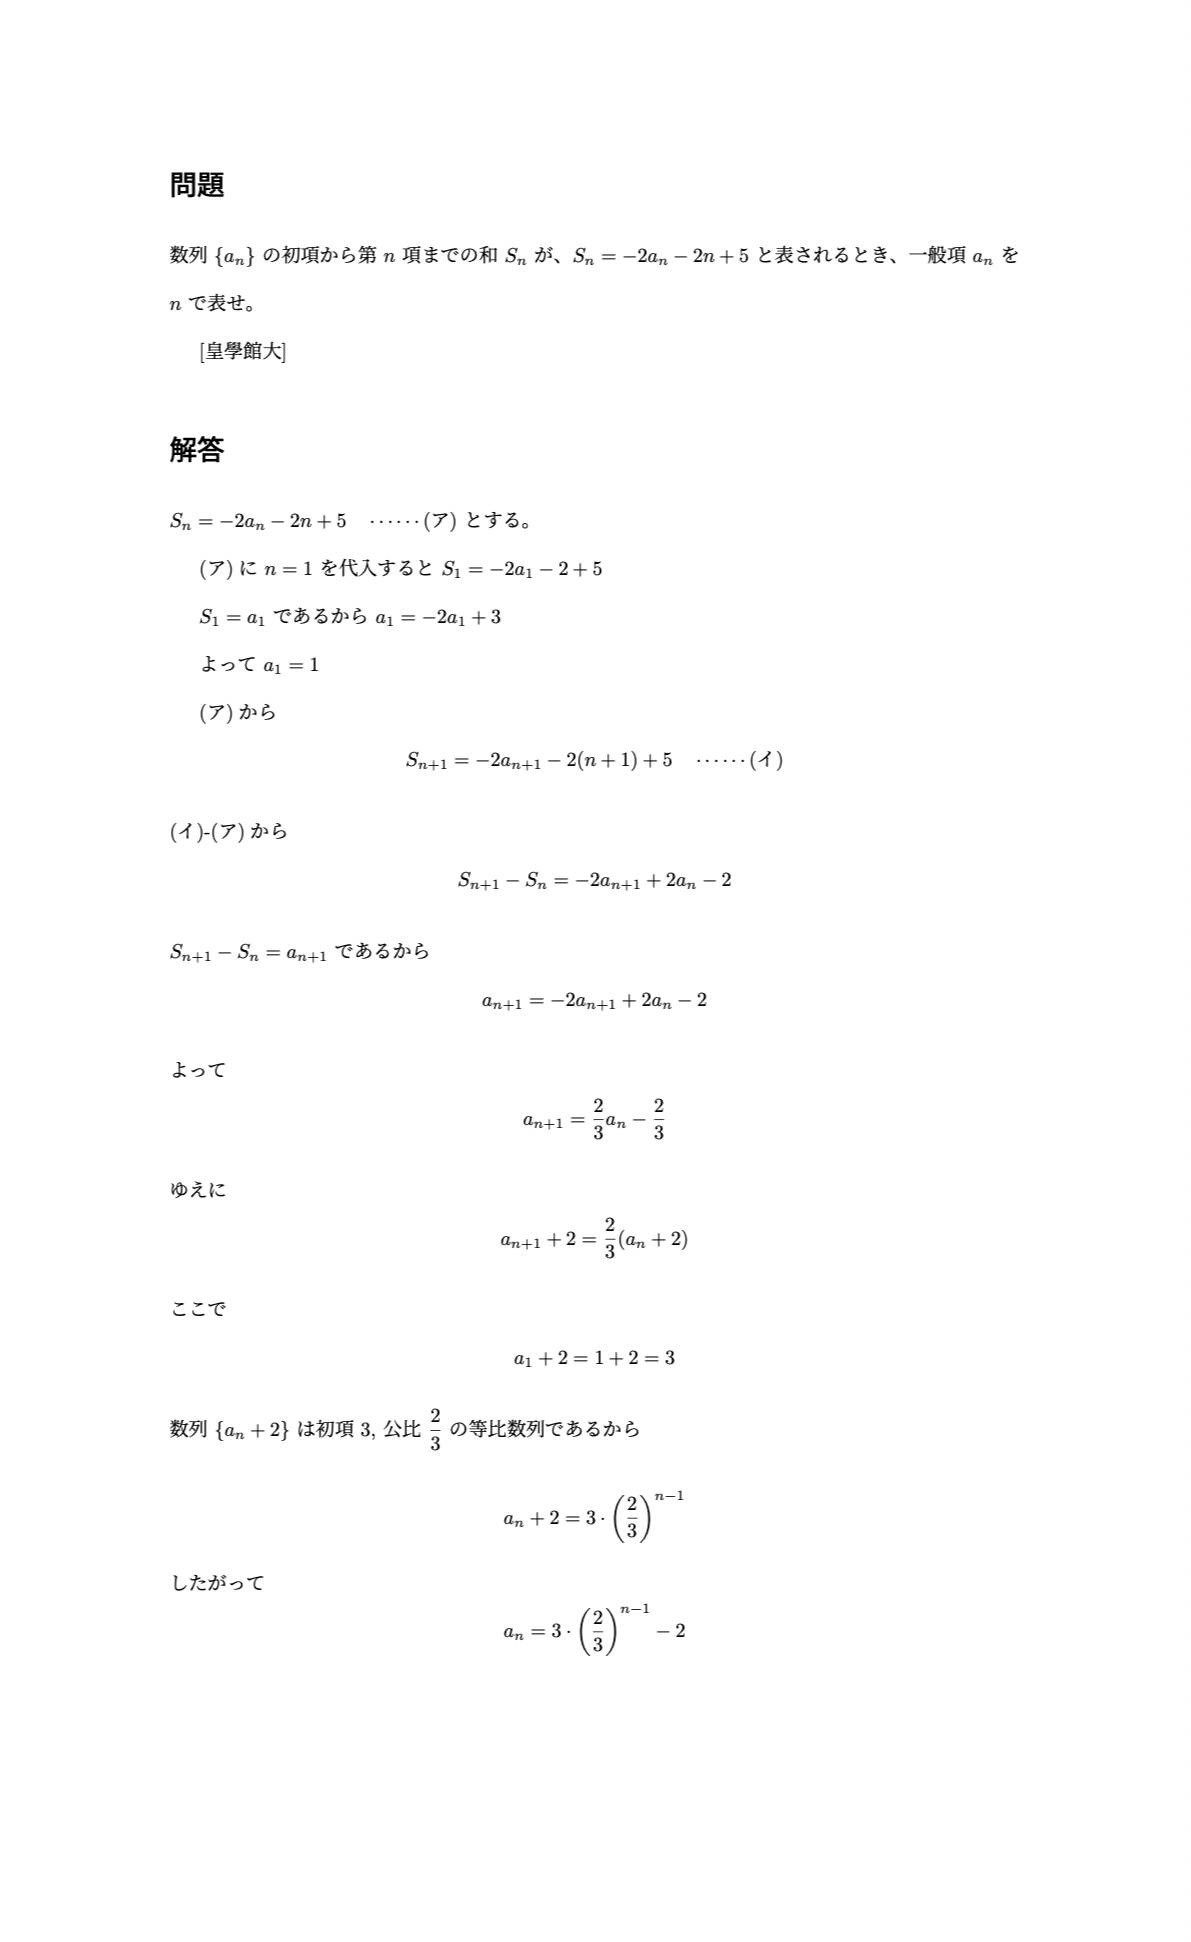 問題
数列 $\{a_n\}$ の初項から第 $n$ 項までの和 $S_n$ が、$S_n = -2a_n - 2n + 5$ と表されるとき、一般項 $a_n$ を
$n$ で表せ。
[皇學館大]
解答
$S_n = -2a_n - 2n + 5 \quad \cdots\cdots$(ア) とする。
(ア) に $n = 1$ を代入すると $S_1 = -2a_1 - 2 + 5$
$S_1 = a_1$ であるから $a_1 = -2a_1 + 3$
よって $a_1 = 1$
(ア) から
$S_{n+1} = -2a_{n+1} - 2(n+1) + 5 \quad \cdots\cdots$(イ)
(イ)-(ア) から
$S_{n+1} - S_n = -2a_{n+1} + 2a_n - 2$
$S_{n+1} - S_n = a_{n+1}$ であるから
$a_{n+1} = -2a_{n+1} + 2a_n - 2$
よって
$a_{n+1} = \frac{2}{3}a_n - \frac{2}{3}$
ゆえに
$a_{n+1} + 2 = \frac{2}{3}(a_n + 2)$
ここで
$a_1 + 2 = 1 + 2 = 3$
数列 $\{a_n + 2\}$ は初項 3, 公比 $\frac{2}{3}$ の等比数列であるから
$a_n + 2 = 3 \cdot \left(\frac{2}{3}\right)^{n-1}$
したがって
$a_n = 3 \cdot \left(\frac{2}{3}\right)^{n-1} - 2$